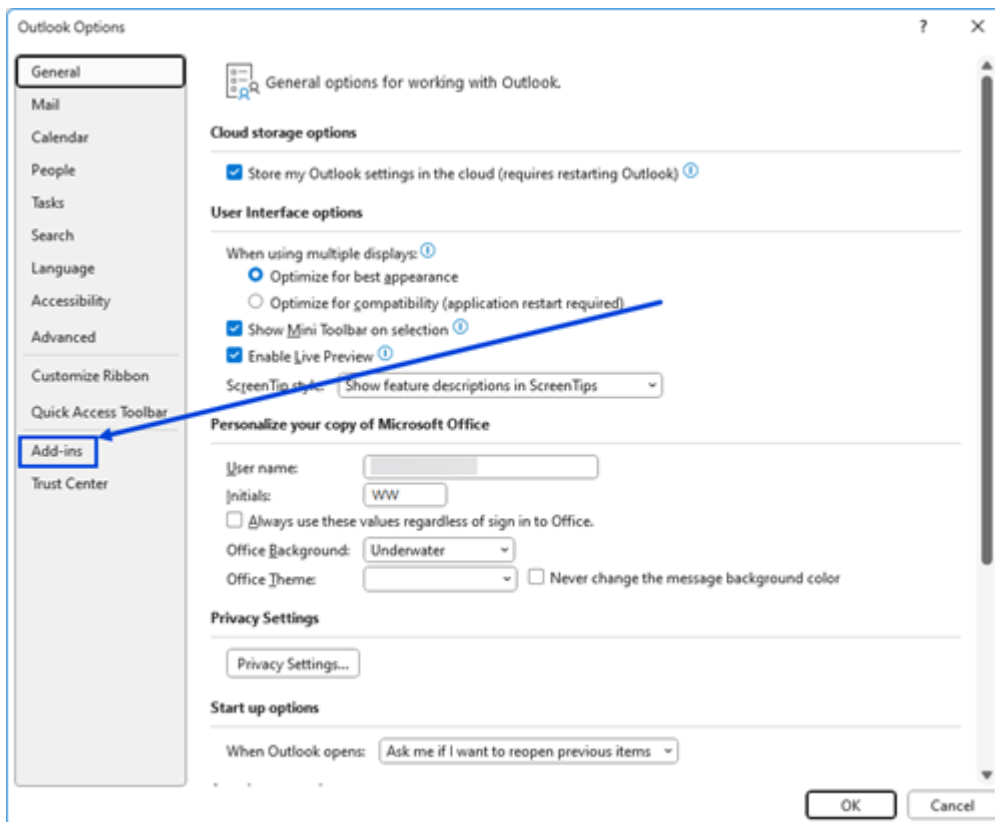 Outlook Options
?
General
Mail
Calendar
People
Tasks
Search
Language
Accessibility
Advanced
Customize Ribbon
Quick Access Toolbar
Add-ins
Trust Center
General options for working with Outlook.
Cloud storage options
Store my Outlook settings in the cloud (requires restarting Outlook)
User Interface options
When using multiple displays:
Optimize for best appearance
Optimize for compatibility (application restart required)
Show Mini Toolbar on selection
Enable Live Preview
ScreenTip style: Show feature descriptions in ScreenTips
Personalize your copy of Microsoft Office
User name:
Initials: WW
Always use these values regardless of sign in to Office.
Office Background: Underwater
Office Theme: Never change the message background color
Privacy Settings
Privacy Settings...
Start up options
When Outlook opens: Ask me if I want to reopen previous items
OK Cancel